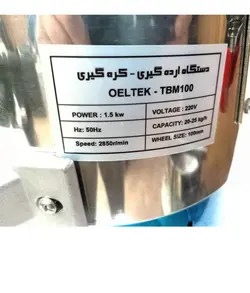 دستگاه ارده گیری - کره گیری
OELTEK - TBM100
POWER : 1.5 kw
VOLTAGE : 220V
Hz: 50Hz
CAPACITY: 20-25 kg/h
Speed: 2850r/min
WHEEL SIZE: 100mm